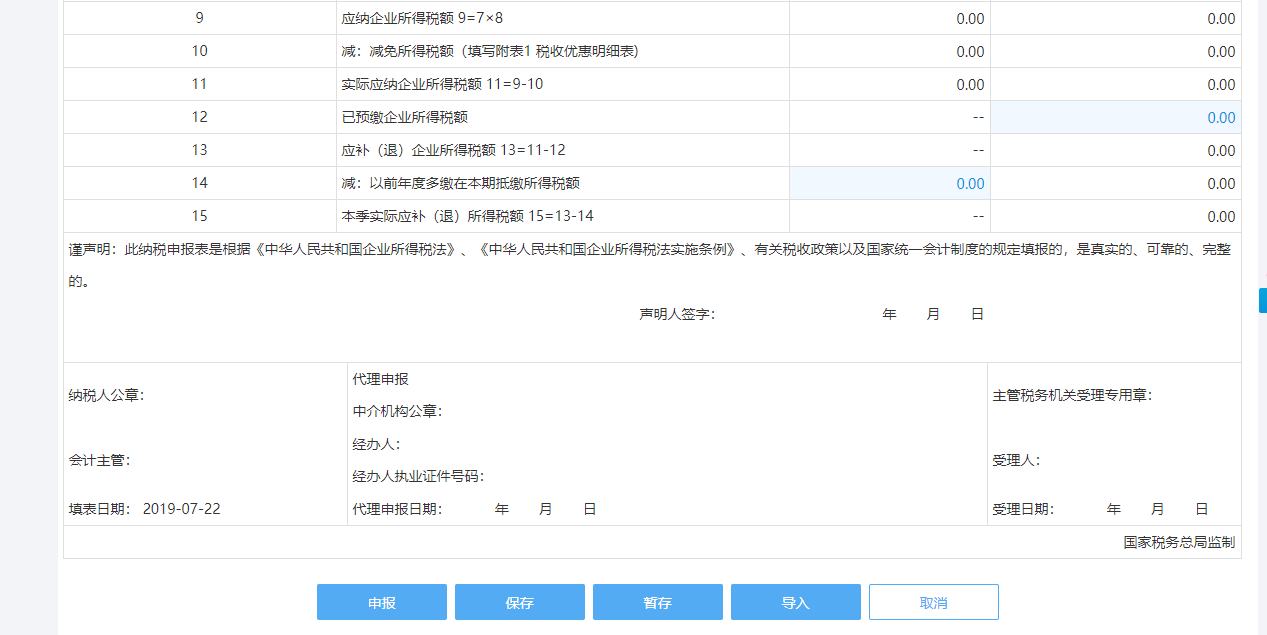 9 应纳企业所得税额 9=7×8 0.00 0.00
10 减：减免所得税额（填写附表1 税收优惠明细表) 0.00 0.00
11 实际应纳企业所得税额 11=9-10 0.00 0.00
12 已预缴企业所得税额 -- 0.00
13 应补（退）企业所得税额 13=11-12 -- 0.00
14 减：以前年度多缴在本期抵缴所得税额 0.00 0.00
15 本季实际应补（退）所得税额 15=13-14 -- 0.00
谨声明：此纳税申报表是根据《中华人民共和国企业所得税法》、《中华人民共和国企业所得税法实施条例》、有关税收政策以及国家统一会计制度的规定填报的，是真实的、可靠的、完整
的。
声明人签字： 年 月 日
纳税人公章：
会计主管：
填表日期： 2019-07-22
代理申报
中介机构公章：
经办人：
经办人执业证件号码：
代理申报日期： 年 月 日
主管税务机关受理专用章：
受理人：
受理日期： 年 月 日
国家税务总局监制
申报 保存 暂存 导入 取消